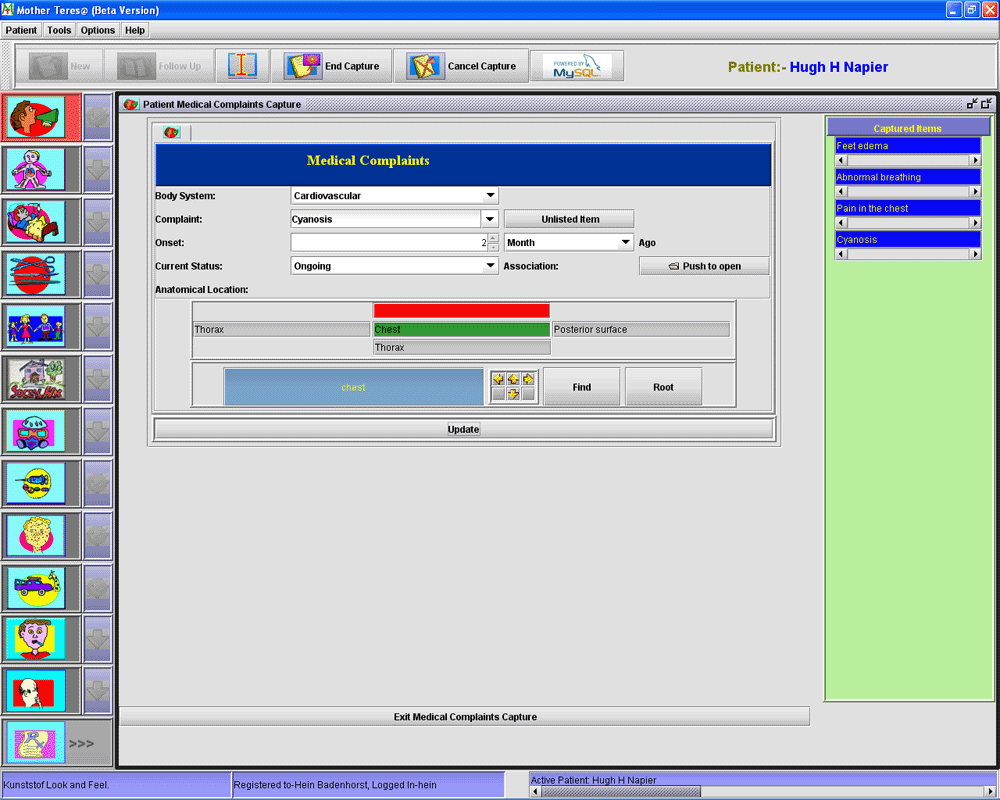 Mother Teres@ (Beta Version)
Patient Tools Options Help
New Follow Up End Capture Cancel Capture POWERED BY MySQL Patient:- Hugh H Napier
Patient Medical Complaints Capture
Captured Items
Medical Complaints
Body System: Cardiovascular
Complaint: Cyanosis Unlisted Item
Onset: 2 Month Ago
Current Status: Ongoing Association: Push to open
Anatomical Location:
Thorax Chest Posterior surface
Thorax
chest Find Root
Update
Feet edema
Abnormal breathing
Pain in the chest
Cyanosis
Exit Medical Complaints Capture
>>>
Kunststof Look and Feel. Registered to-Hein Badenhorst, Logged In-hein Active Patient: Hugh H Napier